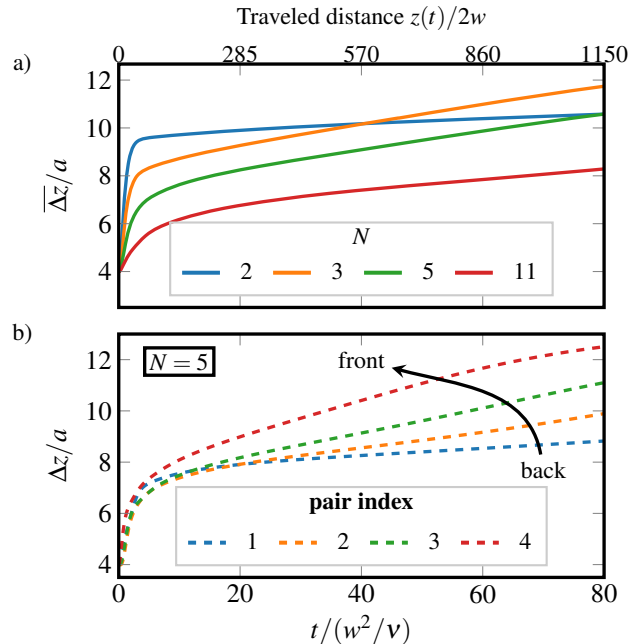 Traveled distance z(t)/2w
0 285 570 860 1150
a)
12
10
8
6
4
Δz/a
N
2 3 5 11
b)
N = 5
front
back
12
10
8
6
4
Δz/a
pair index
1 2 3 4
0 20 40 60 80
t/(w²/ν)